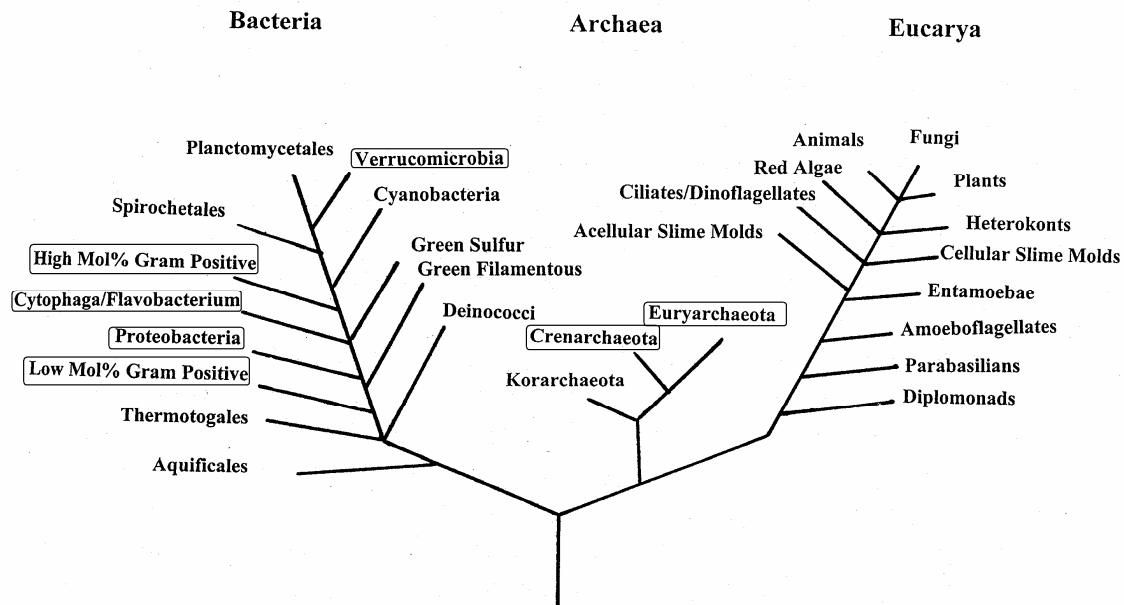 Bacteria
Archaea
Eucarya
Planctomycetales
Verrucomicrobia
Cyanobacteria
Spirochetales
Green Sulfur
High Mol% Gram Positive
Green Filamentous
Cytophaga/Flavobacterium
Deinococci
Proteobacteria
Low Mol% Gram Positive
Thermotogales
Aquificales
Euryarchaeota
Crenarchaeota
Korarchaeota
Animals
Fungi
Red Algae
Plants
Ciliates/Dinoflagellates
Heterokonts
Acellular Slime Molds
Cellular Slime Molds
Entamoebae
Amoeboflagellates
Parabasilians
Diplomonads